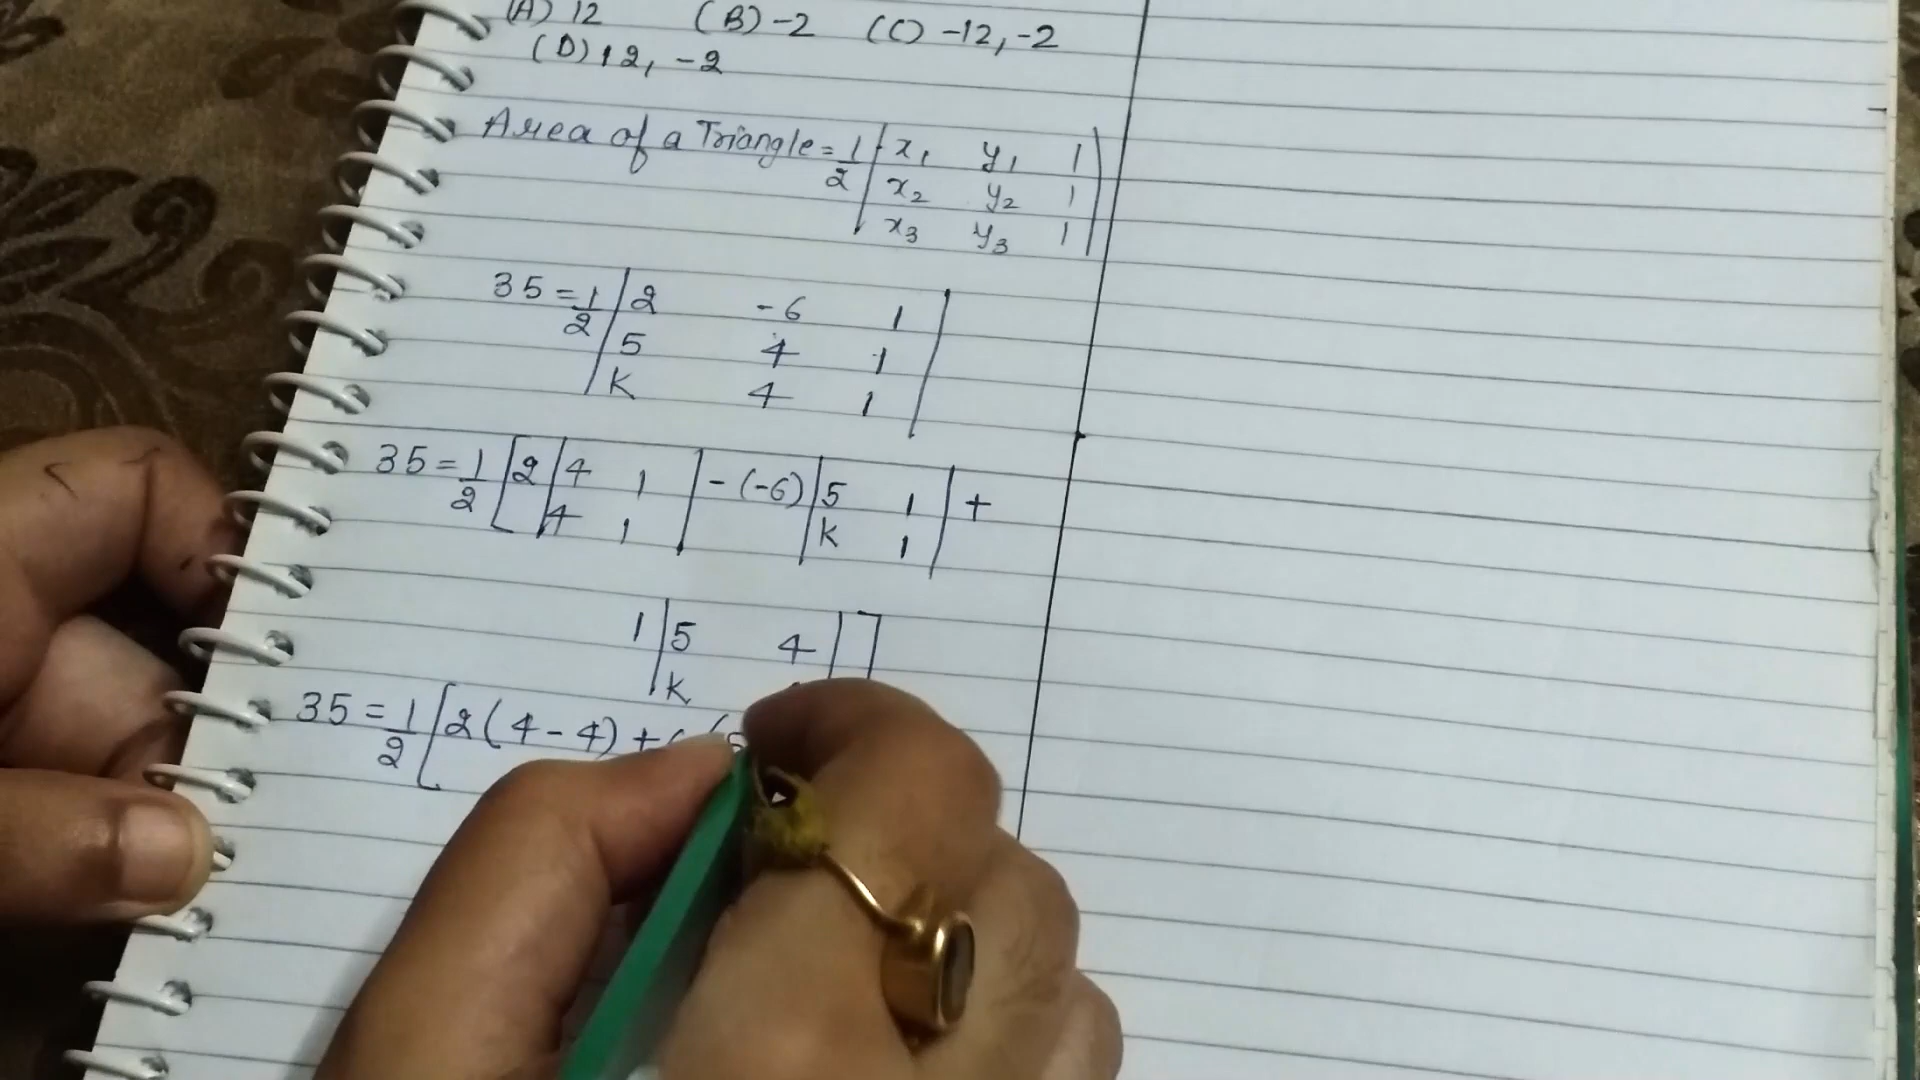 (A) 12 (B) -2 (C) -12, -2
(D) 12, -2
Area of a Triangle = 1/2 | x₁ y₁ 1 |
| x₂ y₂ 1 |
| x₃ y₃ 1 |
35 = 1/2 | 2 -6 1 |
| 5 4 1 |
| K 4 1 |
35 = 1/2 [ 2 | 4 1 | - (-6) | 5 1 | +
| 4 1 | | K 1 |
1 | 5 4 | ]
| K
35 = 1/2 [ 2 ( 4 - 4 ) +